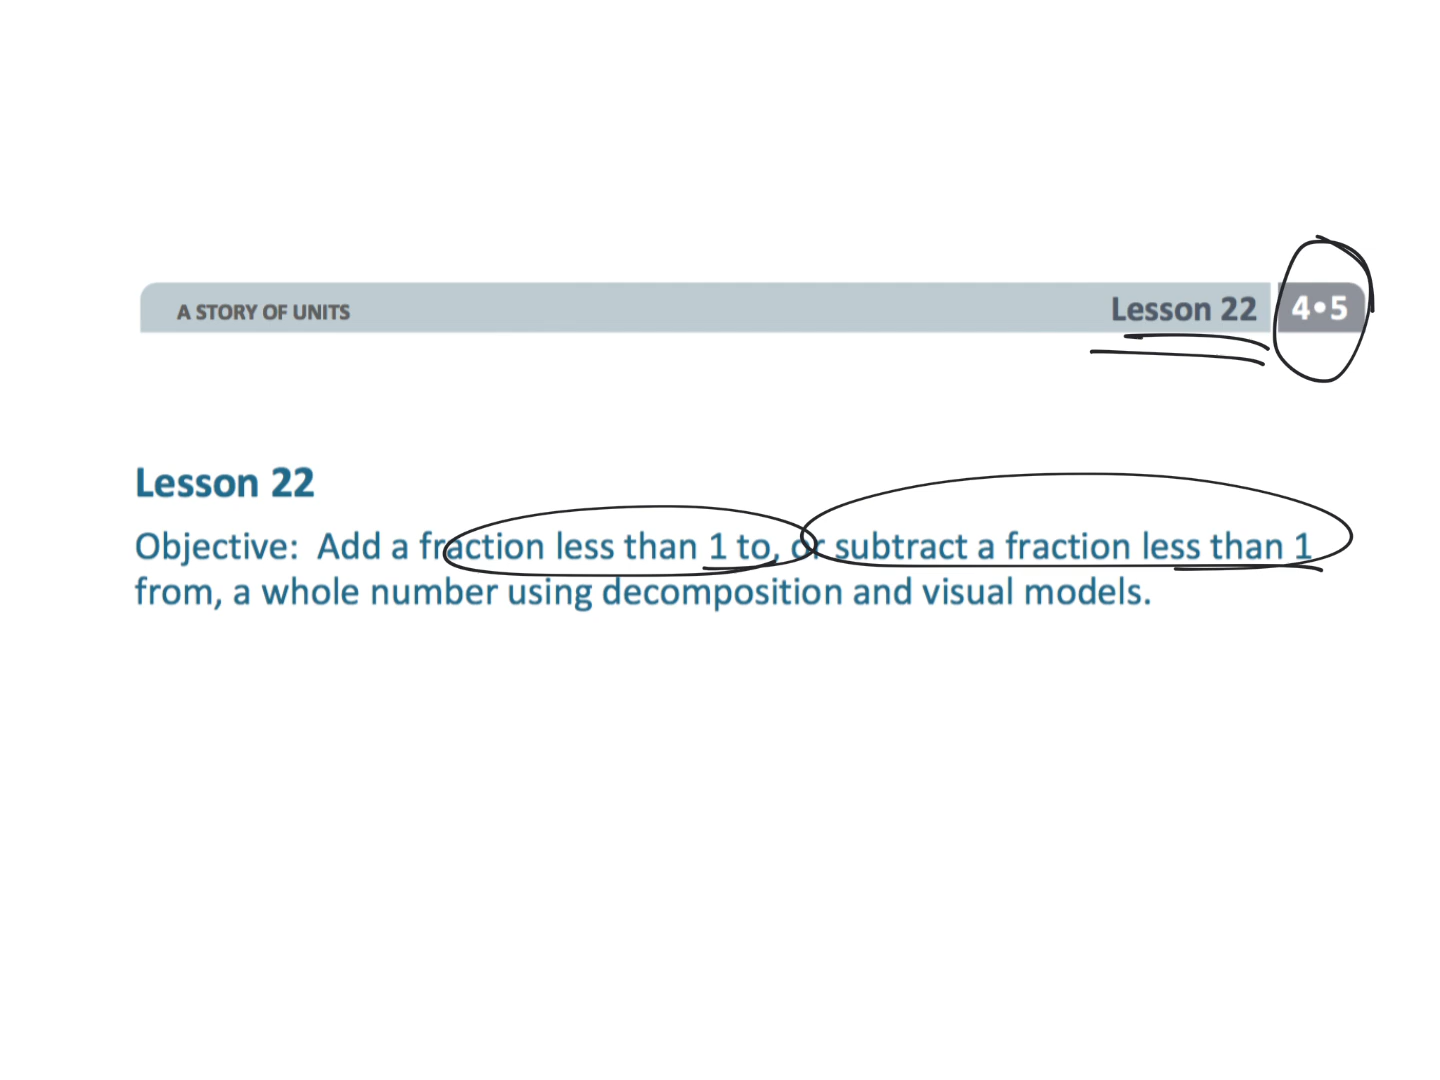 A STORY OF UNITS
Lesson 22
4•5
Lesson 22
Objective: Add a fraction less than 1 to, or subtract a fraction less than 1
from, a whole number using decomposition and visual models.